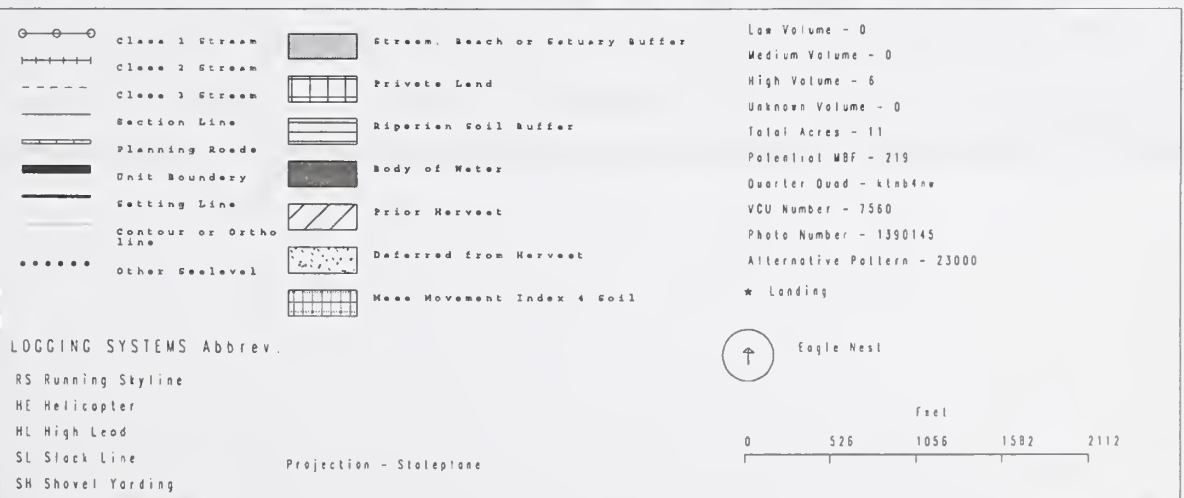 Class 1 Stream
Class 2 Stream
Class 3 Stream
Section Line
Planning Roads
Unit Boundary
Setting Line
Contour or Ortho
line
Other Sealevel
Stream, Beach or Estuary Buffer
Private Land
Riparian Soil Buffer
Body of Water
Prior Harvest
Deferred from Harvest
Mass Movement Index 4 Soil
Low Volume - 0
Medium Volume - 0
High Volume - 6
Unknown Volume - 0
Total Acres - 11
Potential MBF - 219
Quarter Quad - ktnb4nw
VCU Number - 7560
Photo Number - 1390145
Alternative Pattern - 23000
★ Landing
Eagle Nest
LOGGING SYSTEMS Abbrev.
RS Running Skyline
HE Helicopter
HL High Lead
SL Slack Line
SH Shovel Yarding
Projection - Stateplane
Feet
0 526 1056 1582 2112